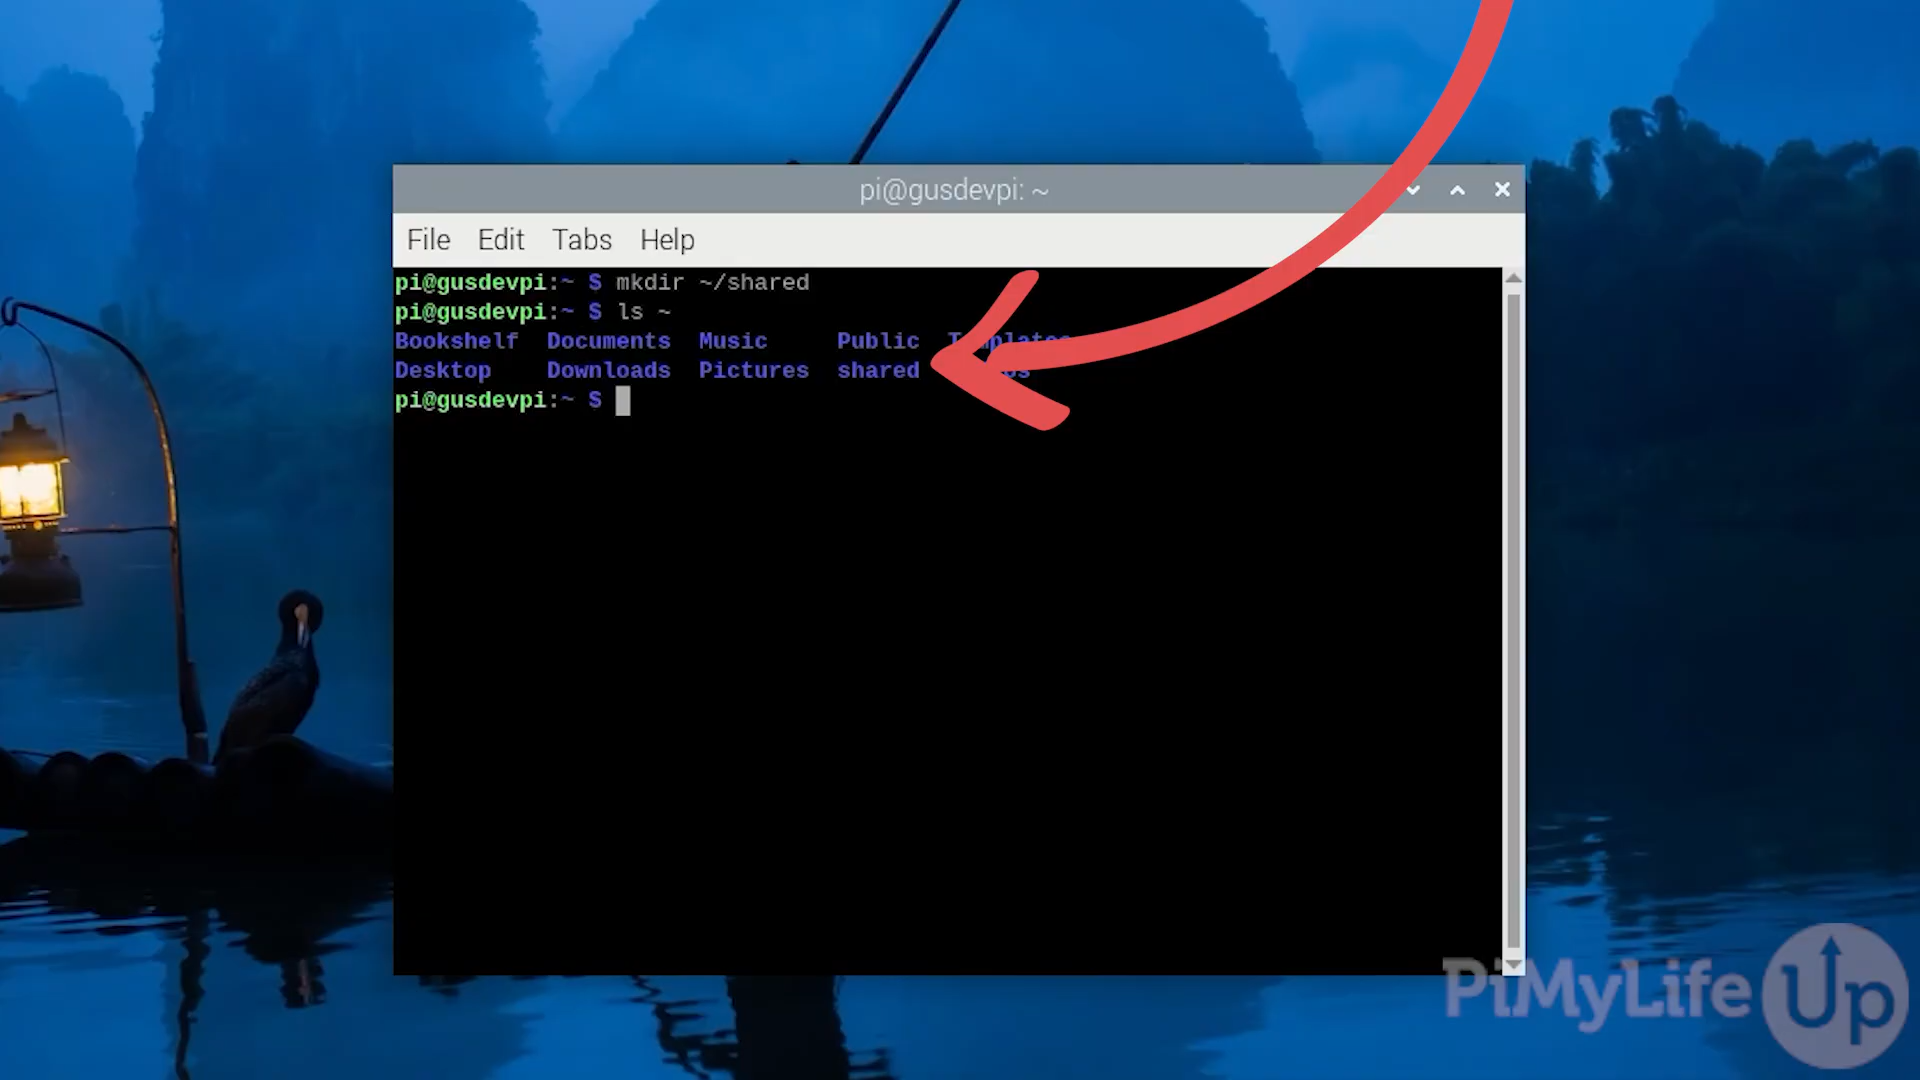 pi@gusdevpi: ~
File Edit Tabs Help
pi@gusdevpi:~ $ mkdir ~/shared
pi@gusdevpi:~ $ ls ~
Bookshelf Documents Music Public Templates
Desktop Downloads Pictures shared
pi@gusdevpi:~ $
PiMyLifeUp